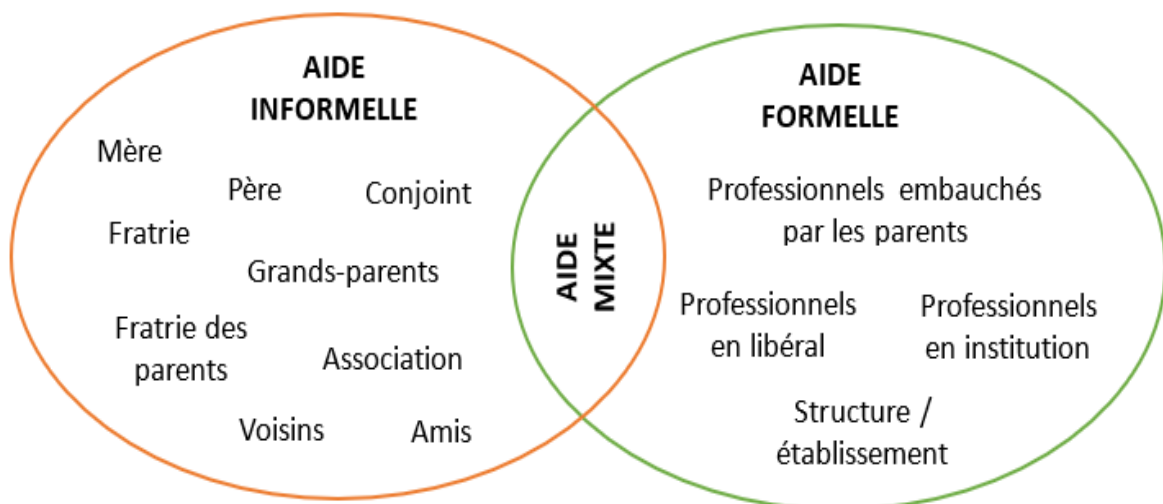 AIDE
INFORMELLE
Mère
Père
Conjoint
Fratrie
Grands-parents
Fratrie des
parents
Association
Voisins
Amis
AIDE
MIXTE
AIDE
FORMELLE
Professionnels embauchés
par les parents
Professionnels
en libéral
Professionnels
en institution
Structure /
établissement